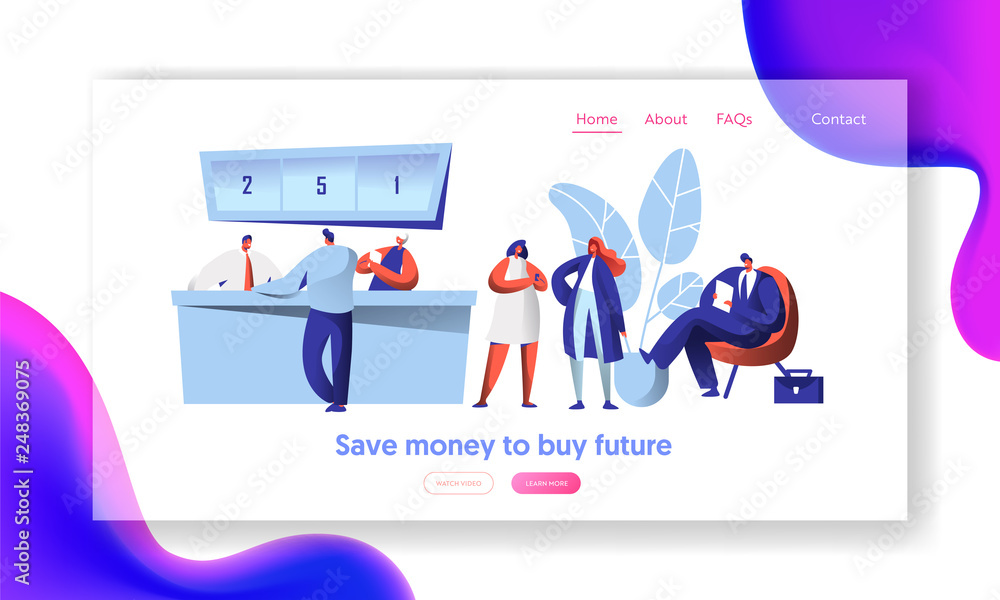 Home About FAQs Contact
2 5 1
Save money to buy future
WATCH VIDEO LEARN MORE
Adobe Stock | #248369075